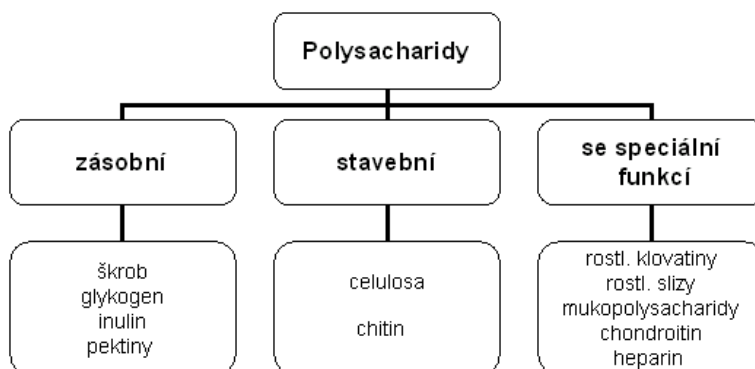 Polysacharidy
zásobní
stavební
se speciální
funkcí
škrob
glykogen
inulin
pektiny
celulosa
chitin
rostl. klovatiny
rostl. slizy
mukopolysacharidy
chondroitin
heparin